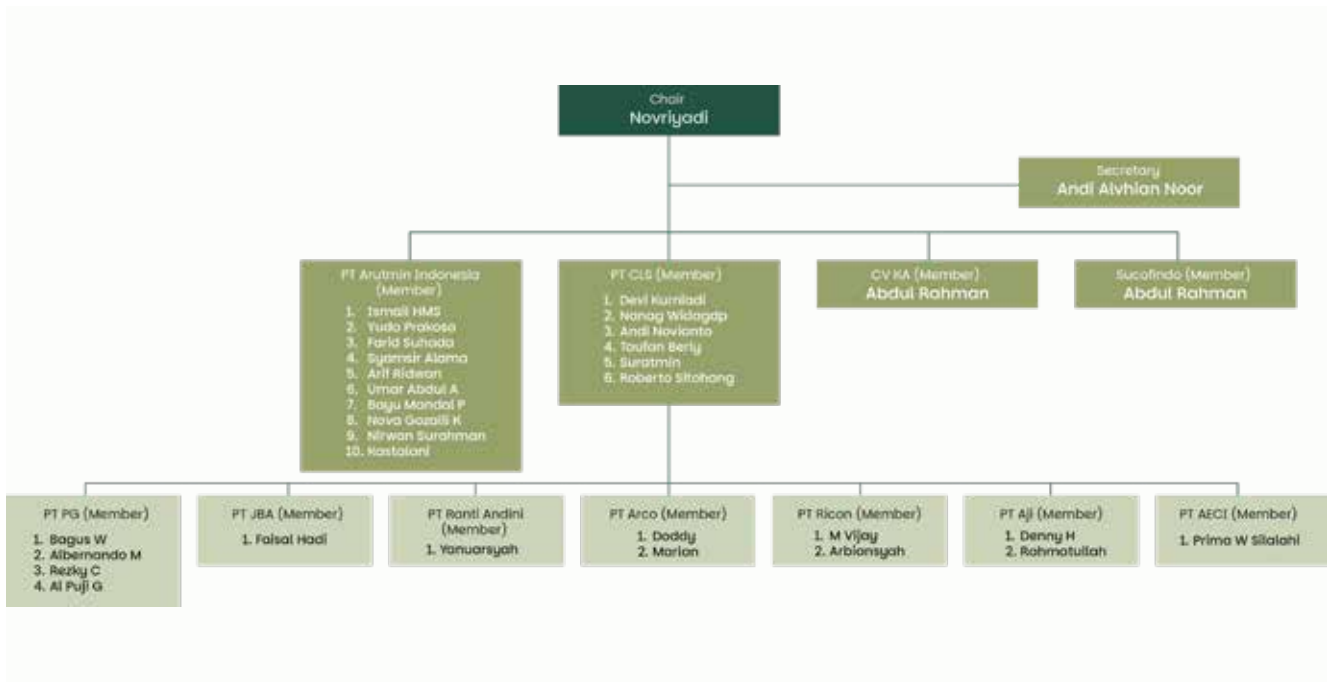 Chair
Novriyadi
Secretary
Andi Alvhian Noor
PT Arutmin Indonesia
(Member)
1. Ismail HMS
2. Yudo Prakoso
3. Farid Suhada
4. Syamsir Alama
5. Arif Ridwan
6. Umar Abdul A
7. Bayu Mandal P
8. Nova Gozalli K
9. Nirwan Surahman
10. Kastalani
PT CLS (Member)
1. Devi Kurniadi
2. Nanag
3. Andi Novianto
4. Taufan Berly
5. Suratmin
6. Roberto Sitohang
CV KA (Member)
Abdul Rahman
Sucofindo (Member)
Abdul Rahman
PT PG (Member)
1. Bagus W
2. Albernando M
3. Rezky C
4. Al Puji G
PT JBA (Member)
1. Faisal Hadi
PT Ranti Andini
(Member)
1. Yanuarsyah
PT Arco (Member)
1. Doddy
2. Marlan
PT Ricon (Member)
1. M Vijay
2. Arbiansyah
PT Aji (Member)
1. Denny H
2. Rahmatullah
PT AECI (Member)
1. Prima W Silalahi